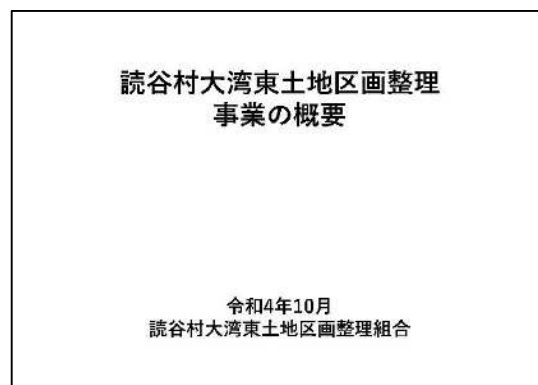 読谷村大湾東土地区画整理
事業の概要
令和4年10月
読谷村大湾東土地区画整理組合